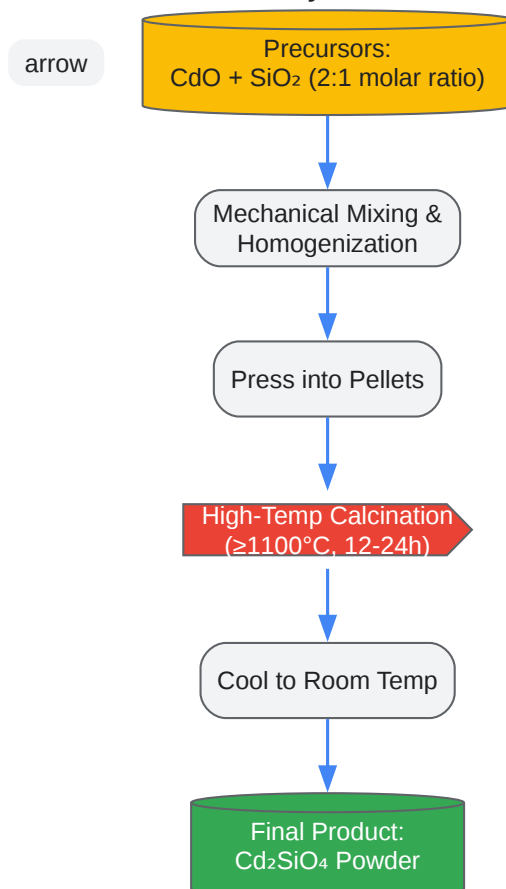 arrow
Precursors:
CdO + SiO₂ (2:1 molar ratio)
Mechanical Mixing &
Homogenization
Press into Pellets
High-Temp Calcination
(≥1100°C, 12-24h)
Cool to Room Temp
Final Product:
Cd₂SiO₄ Powder